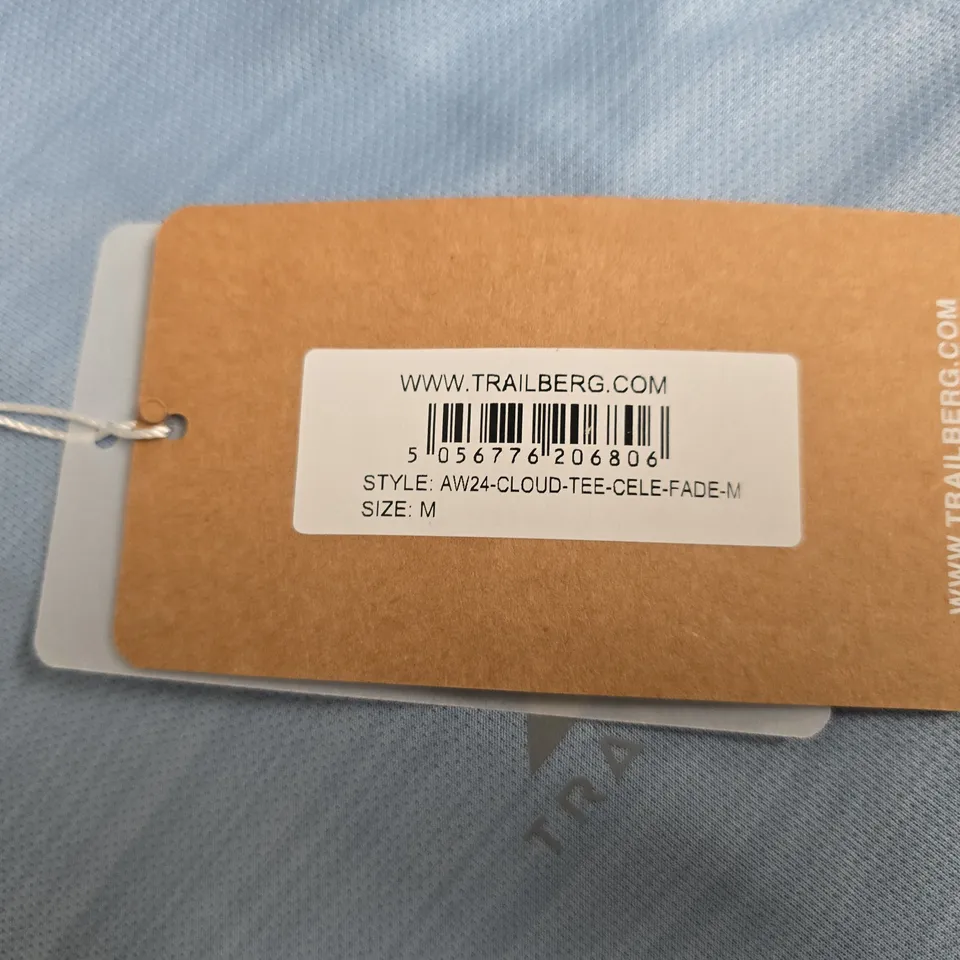 WWW.TRAILBERG.COM
5 056776 206806
STYLE: AW24-CLOUD-TEE-CELE-FADE-M
SIZE: M
WWW.TRAILBERG.COM
TRA